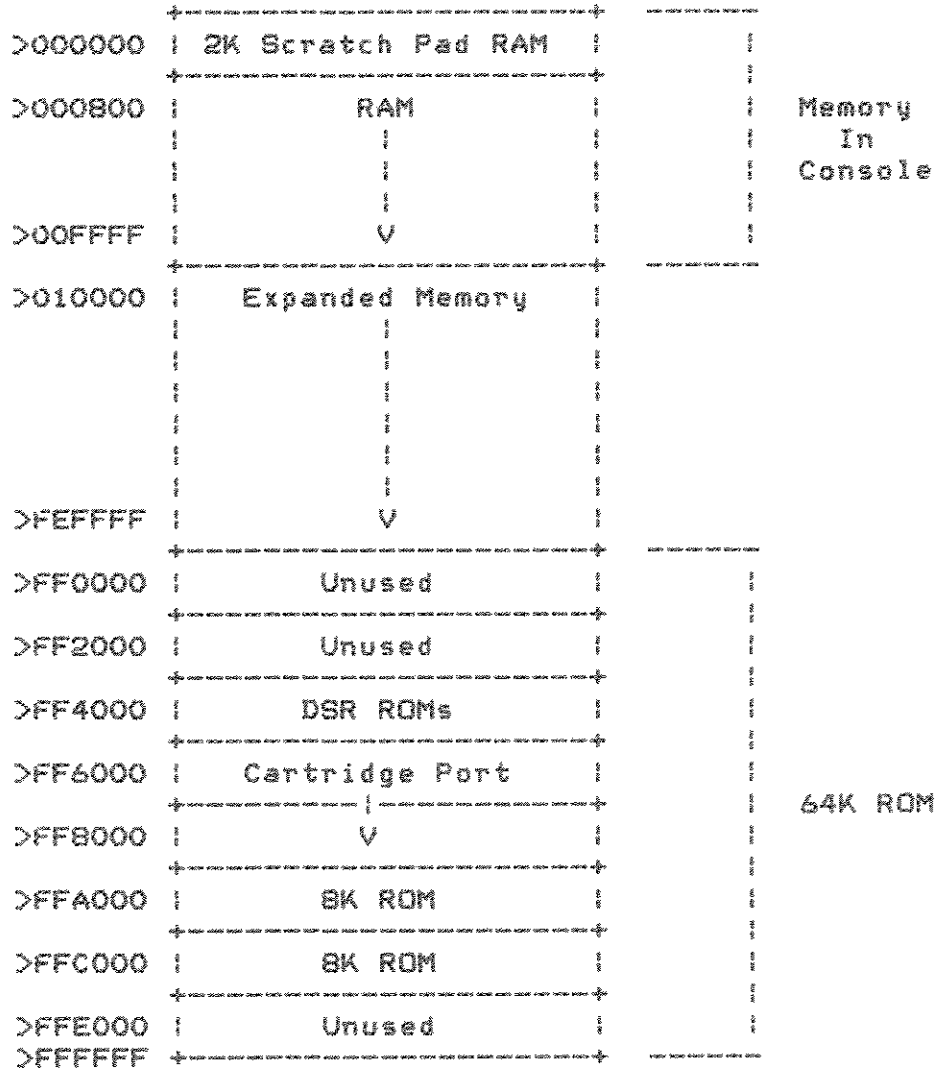 >000000 2K Scratch Pad RAM
>000800 RAM Memory
In
Console
>00FFFF V
>010000 Expanded Memory
>FEFFFF V
>FF0000 Unused
>FF2000 Unused
>FF4000 DSR ROMs
>FF6000 Cartridge Port
64K ROM
>FF8000 V
>FFA000 8K ROM
>FFC000 8K ROM
>FFE000 Unused
>FFFFFF